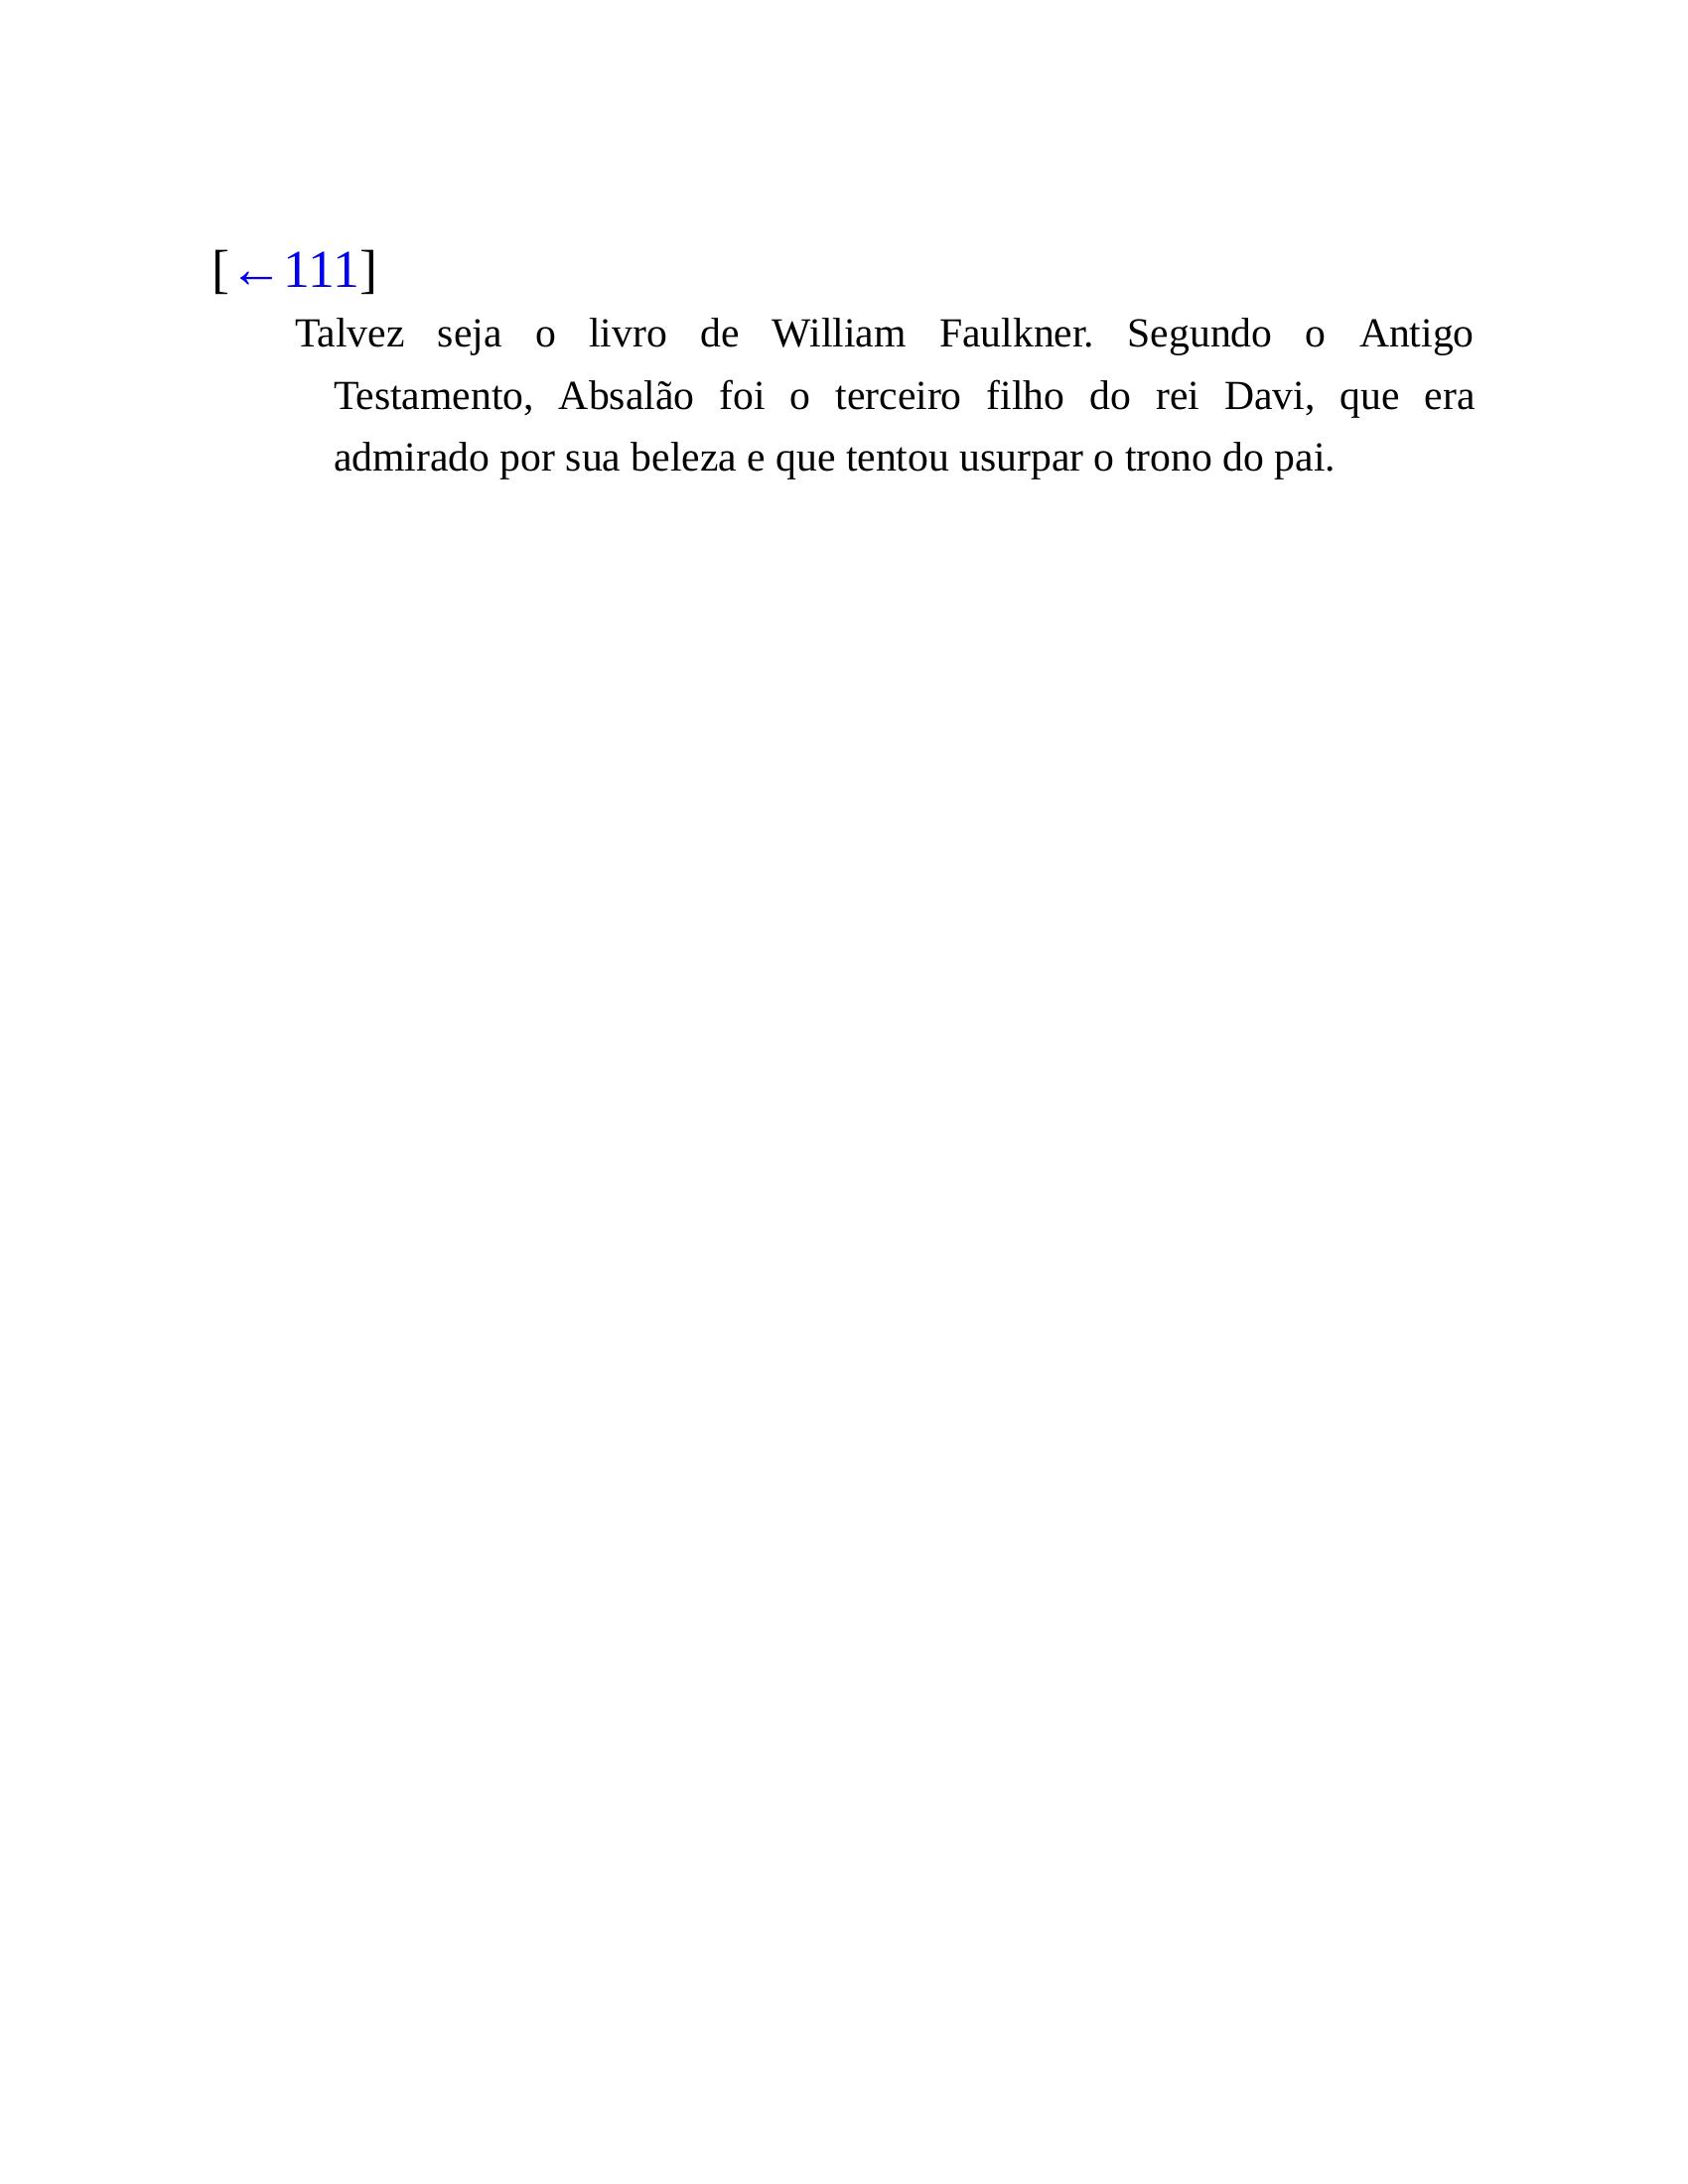 [←111]
Talvez seja o livro de William Faulkner. Segundo o Antigo
Testamento, Absalão foi o terceiro filho do rei Davi, que era
admirado por sua beleza e que tentou usurpar o trono do pai.